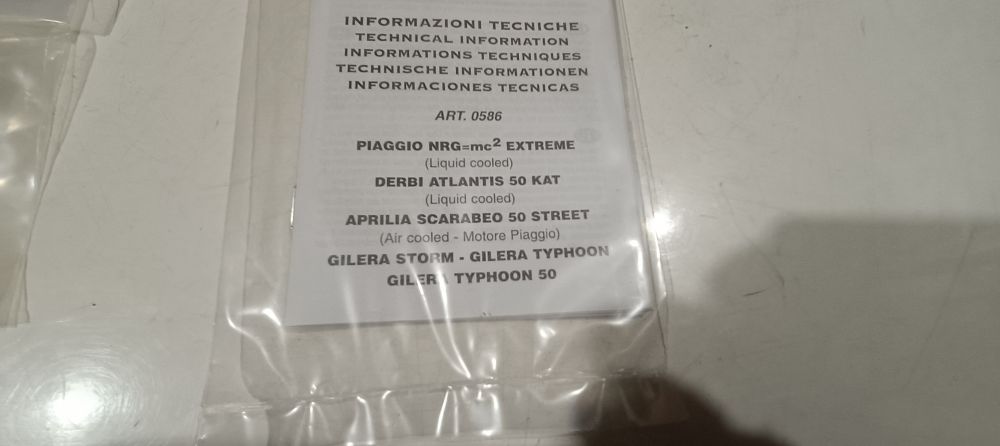 INFORMAZIONI TECNICHE
TECHNICAL INFORMATION
INFORMATIONS TECHNIQUES
TECHNISCHE INFORMATIONEN
INFORMACIONES TECNICAS
ART. 0586
PIAGGIO NRG=mc² EXTREME
(Liquid cooled)
DERBI ATLANTIS 50 KAT
(Liquid cooled)
APRILIA SCARABEO 50 STREET
(Air cooled - Motore Piaggio)
GILERA STORM - GILERA TYPHOON
GILERA TYPHOON 50